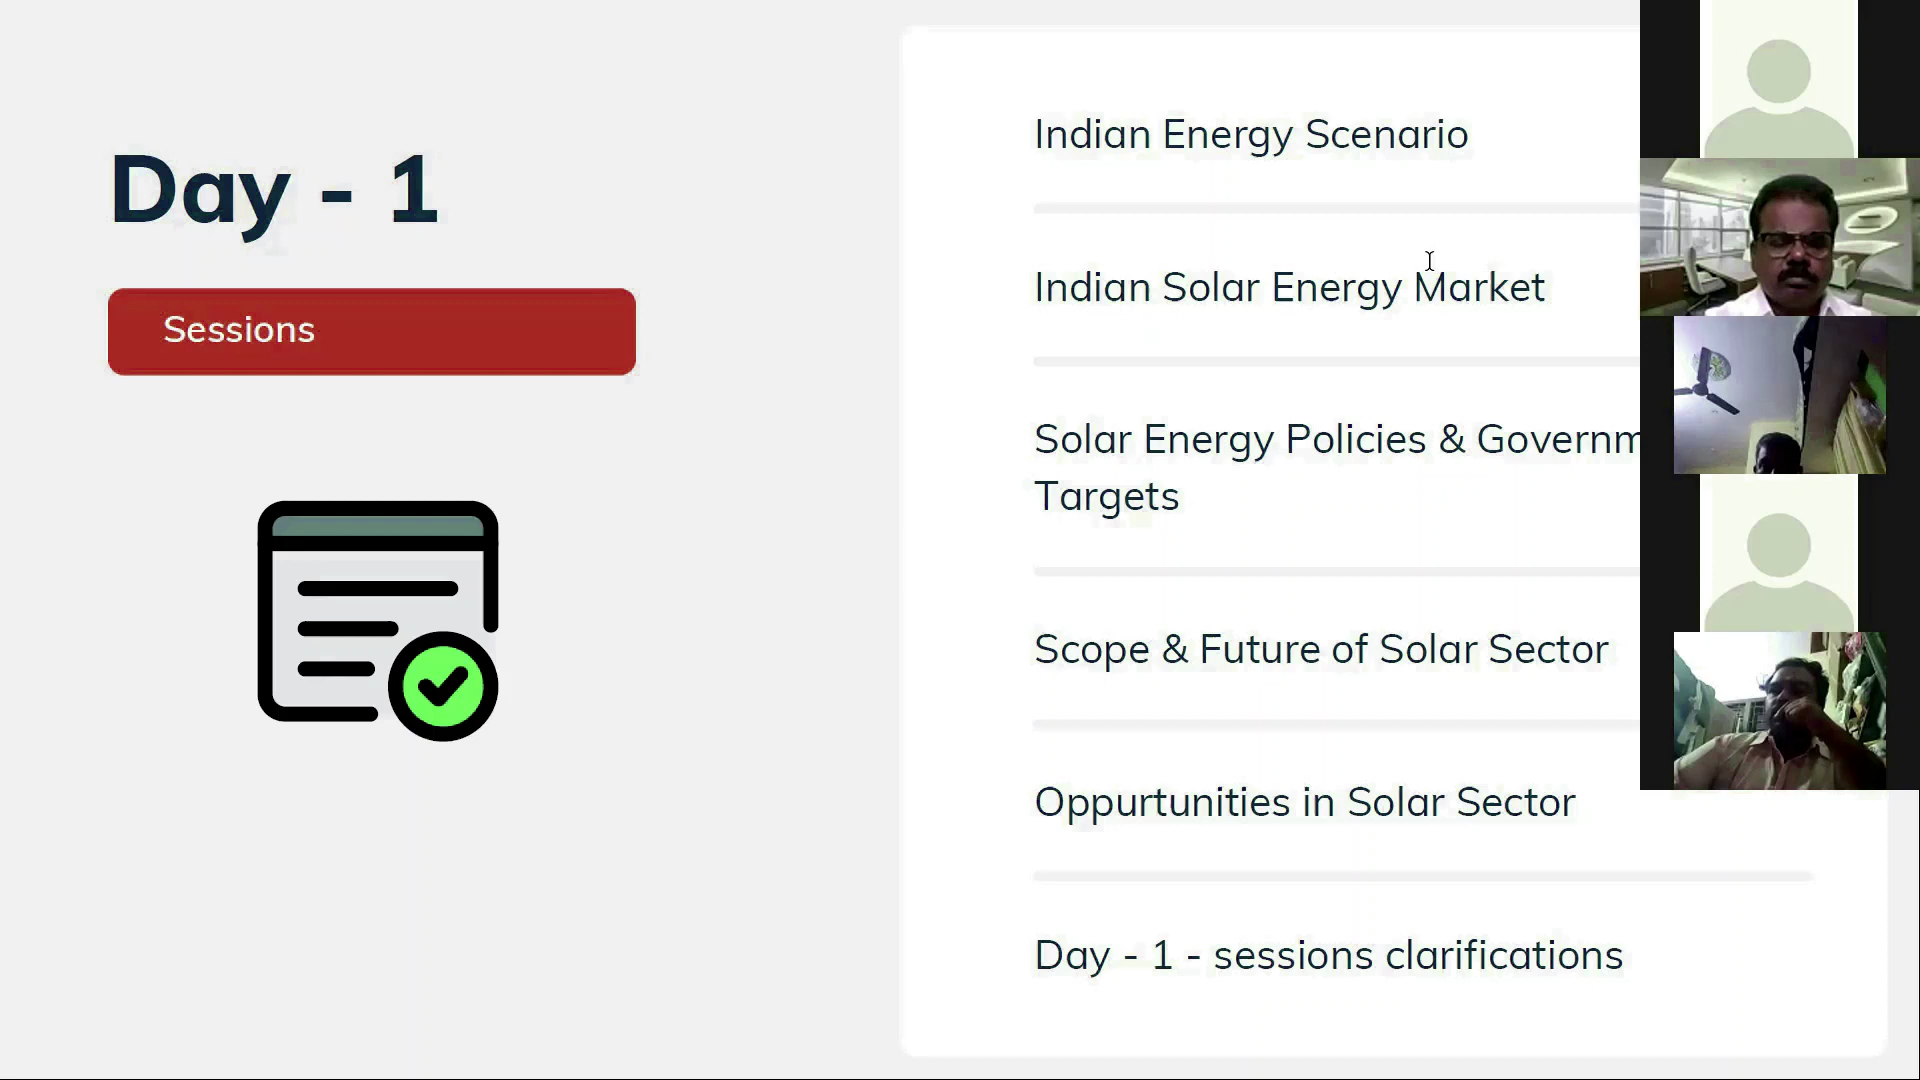 Day - 1
Sessions
Indian Energy Scenario
Indian Solar Energy Market
Solar Energy Policies &
Targets
Scope & Future of Solar Sector
Oppurtunities in Solar Sector
Day - 1 - sessions clarifications